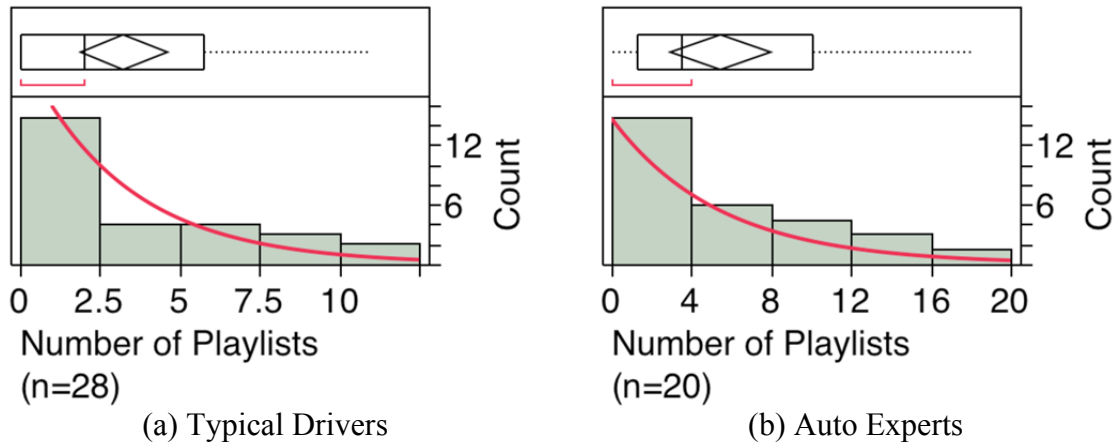 12
6
Count
0 2.5 5 7.5 10
Number of Playlists
(n=28)
(a) Typical Drivers
12
6
Count
0 4 8 12 16 20
Number of Playlists
(n=20)
(b) Auto Experts